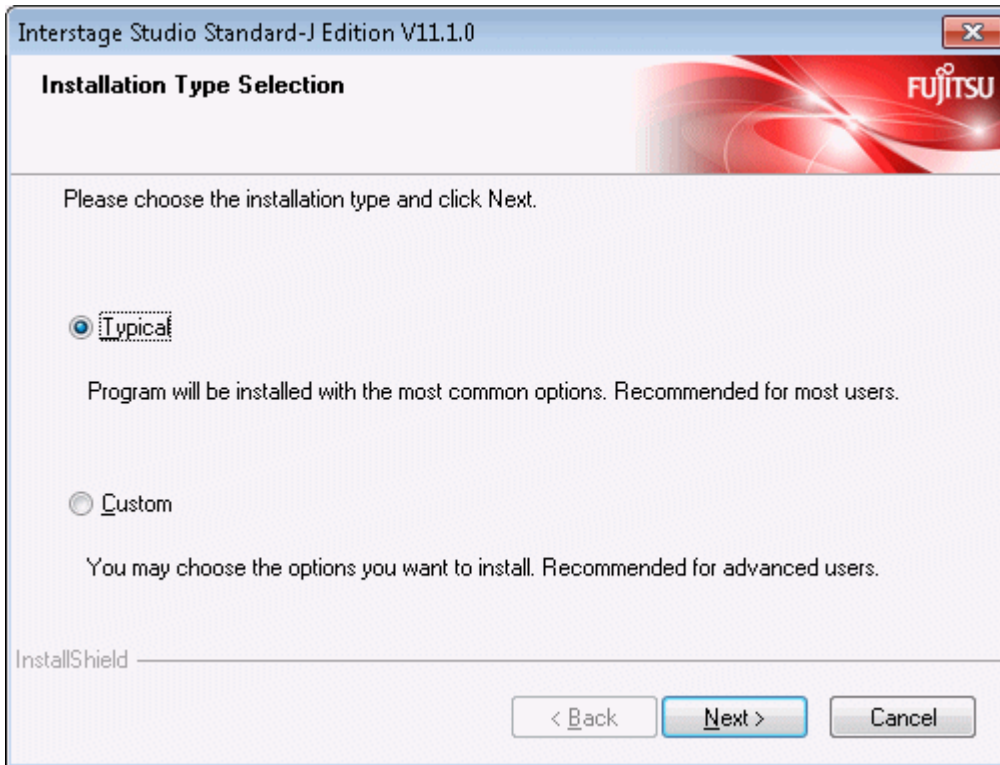 Interstage Studio Standard-J Edition V11.1.0
Installation Type Selection
FUJITSU
Please choose the installation type and click Next.
Typical
Program will be installed with the most common options. Recommended for most users.
Custom
You may choose the options you want to install. Recommended for advanced users.
InstallShield
< Back
Next >
Cancel